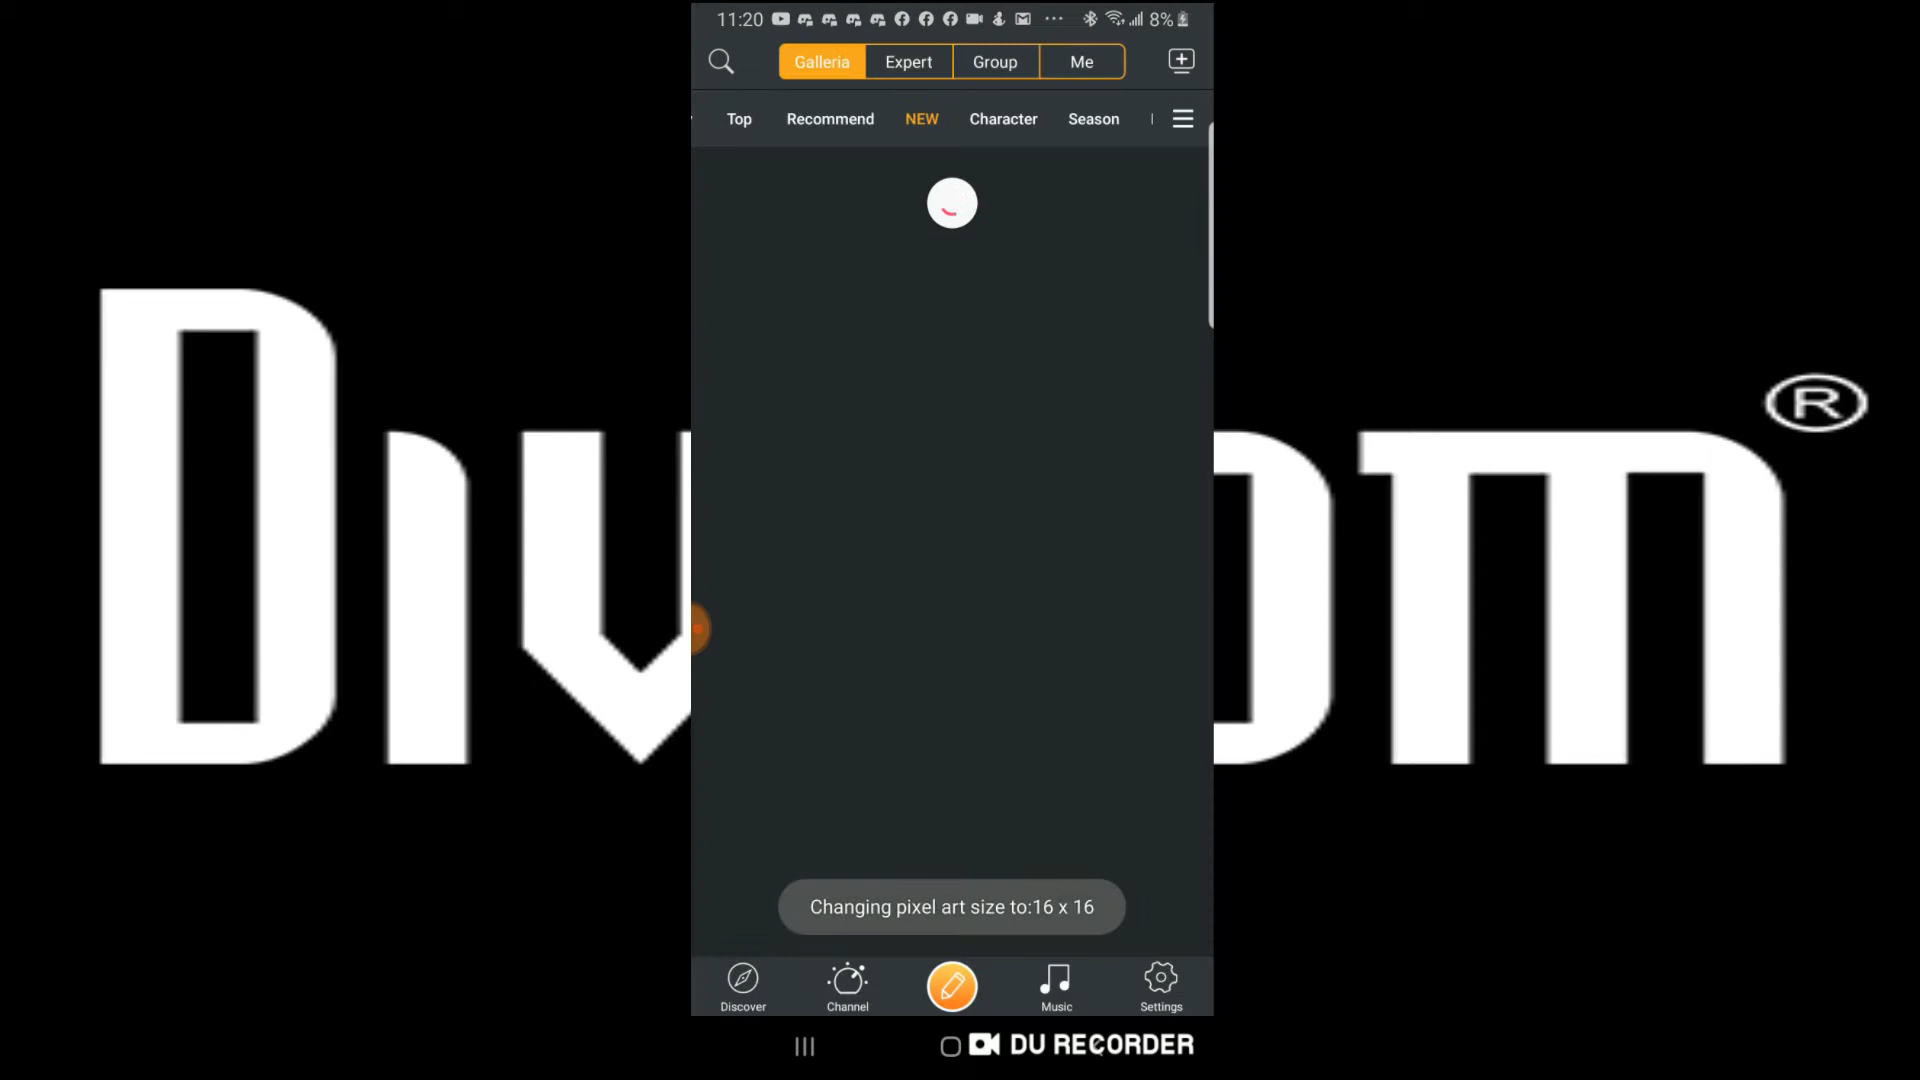 11:20 8%
Galleria Expert Group Me
Top Recommend NEW Character Season
Changing pixel art size to:16 x 16
Discover Channel Music Settings
DU RECORDER
®